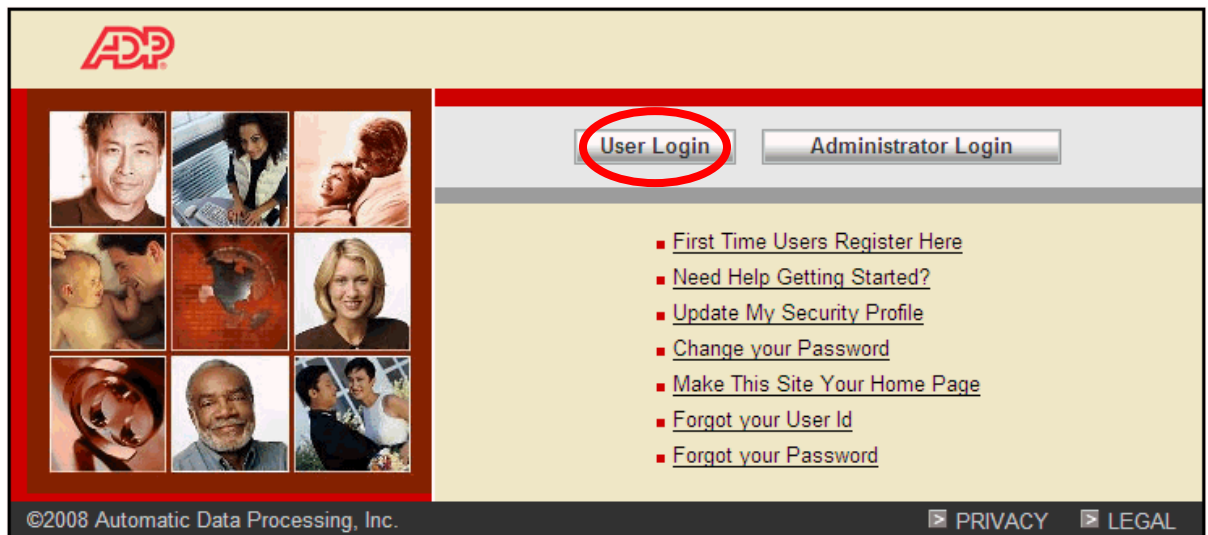 ADP
User Login
Administrator Login
First Time Users Register Here
Need Help Getting Started?
Update My Security Profile
Change your Password
Make This Site Your Home Page
Forgot your User Id
Forgot your Password
©2008 Automatic Data Processing, Inc.
PRIVACY
LEGAL